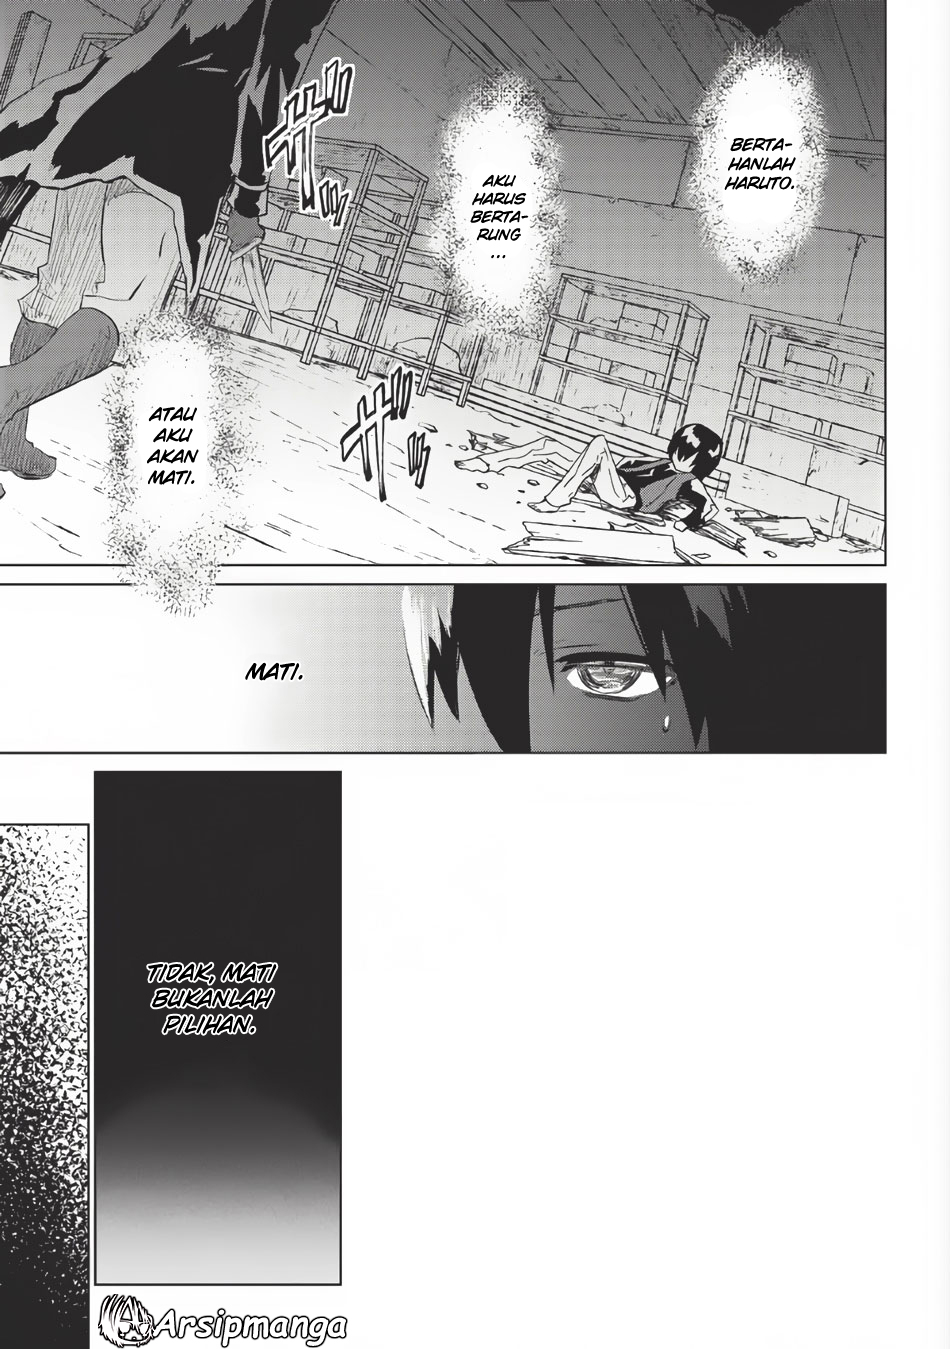 BERTA-
HANLAH
HARUTO.
AKU
HARUS
BERTA-
RUNG
...
ATAU
AKU
AKAN
MATI.
MATI.
TIDAK, MATI
BUKANLAH
PILIHAN.
Arsipmanga